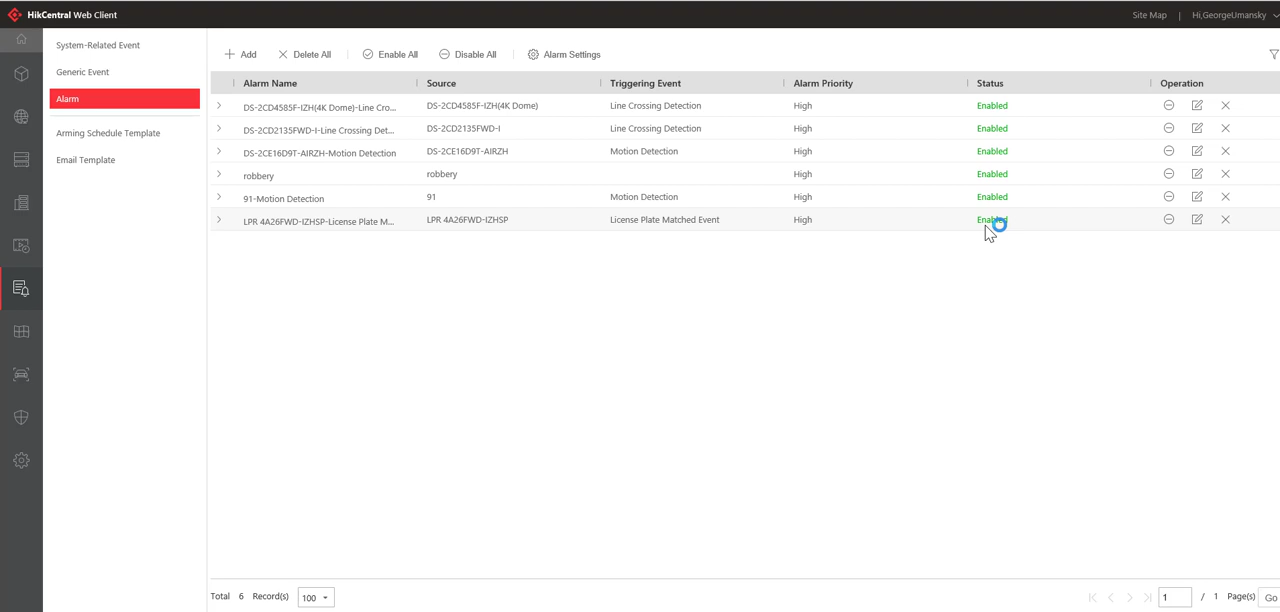 HikCentral Web Client
Site Map | Hi,GeorgeUmansky
System-Related Event
Generic Event
Alarm
Arming Schedule Template
Email Template
Add Delete All Enable All Disable All Alarm Settings
Alarm Name Source Triggering Event Alarm Priority Status Operation
DS-2CD4585F-IZH(4K Dome)-Line Cro... DS-2CD4585F-IZH(4K Dome) Line Crossing Detection High Enabled
DS-2CD2135FWD-I-Line Crossing Det... DS-2CD2135FWD-I Line Crossing Detection High Enabled
DS-2CE16D9T-AIRZH-Motion Detection DS-2CE16D9T-AIRZH Motion Detection High Enabled
robbery robbery High Enabled
91-Motion Detection 91 Motion Detection High Enabled
LPR 4A26FWD-IZHSP-License Plate M... LPR 4A26FWD-IZHSP License Plate Matched Event High Enabled
Total 6 Record(s) 100 1 / 1 Page(s) Go